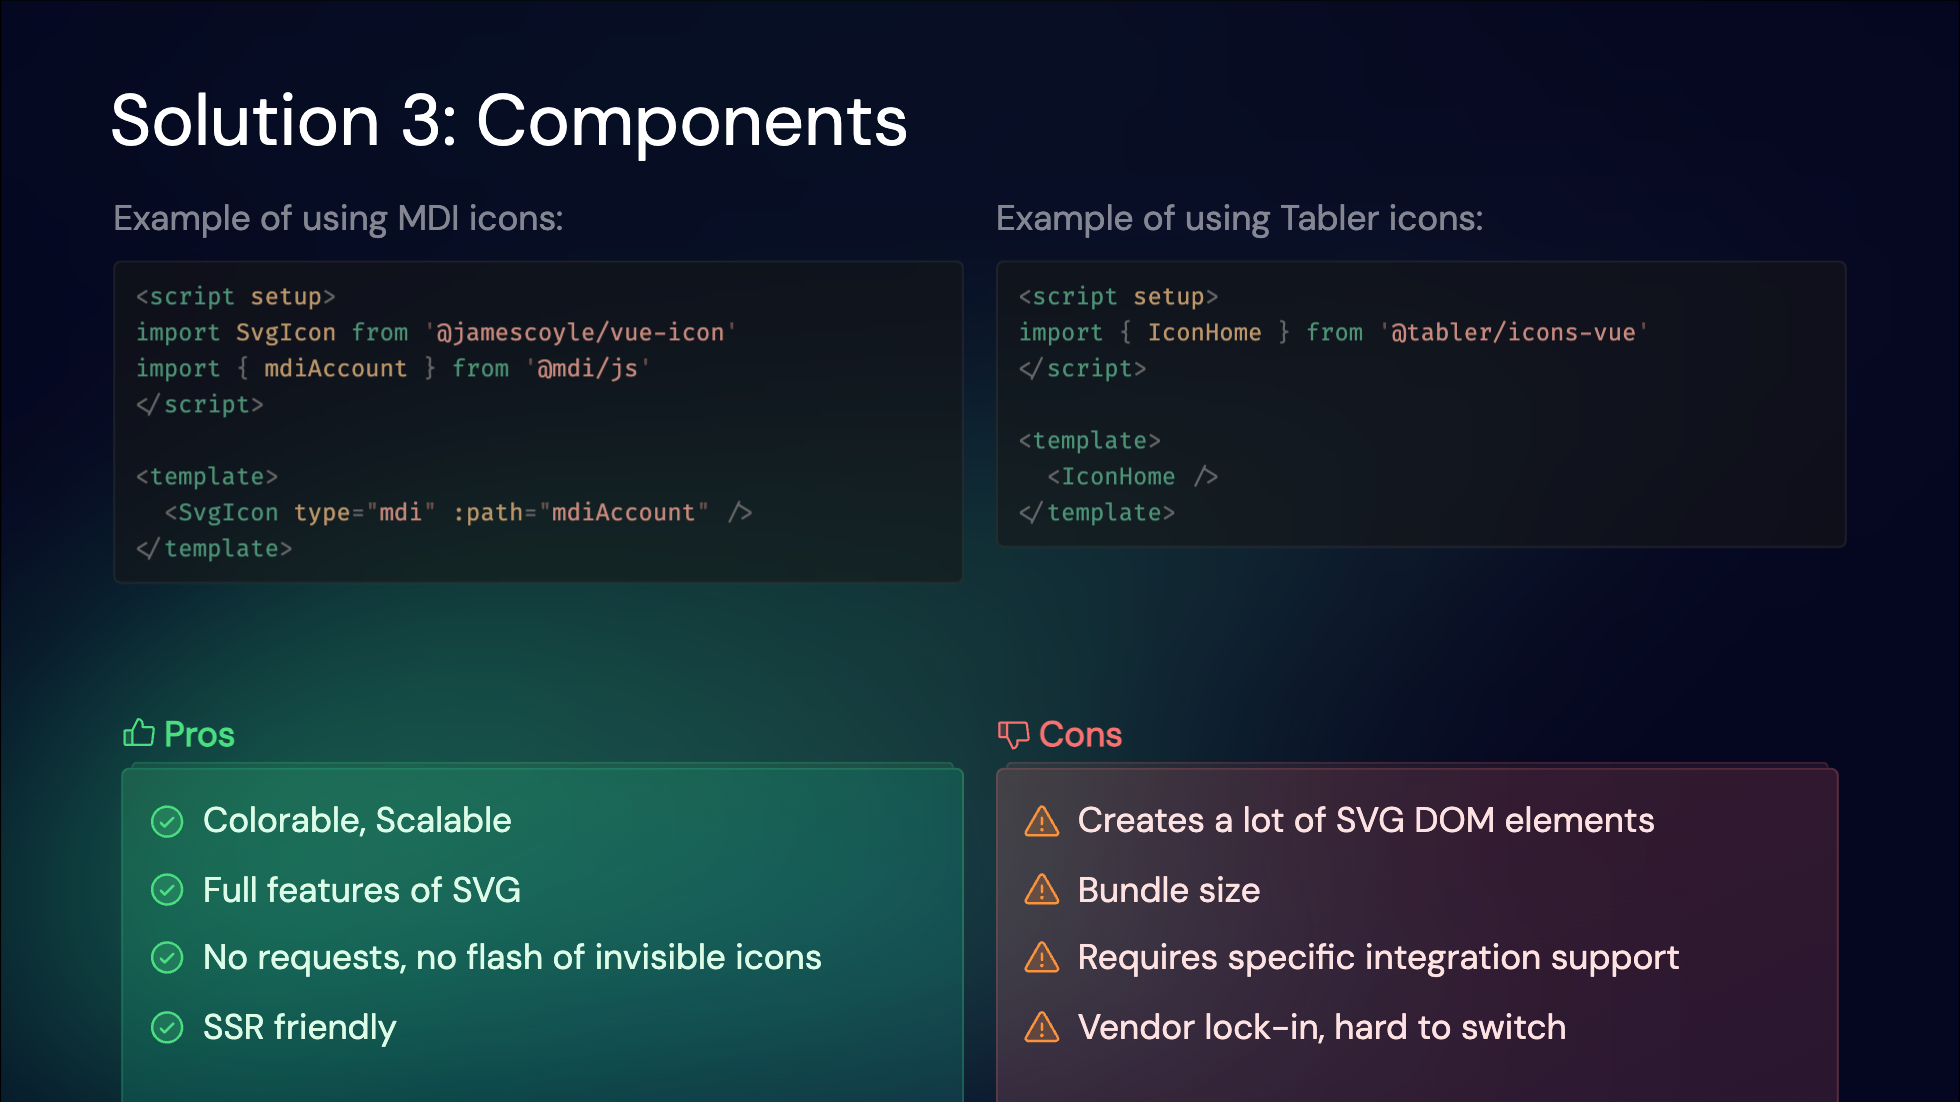 Solution 3: Components
Example of using MDI icons:
<script setup>
import SvgIcon from '@jamescoyle/vue-icon'
import { mdiAccount } from '@mdi/js'
</script>
<template>
  <SvgIcon type="mdi" :path="mdiAccount" />
</template>
Example of using Tabler icons:
<script setup>
import { IconHome } from '@tabler/icons-vue'
</script>
<template>
  <IconHome />
</template>
Pros
Colorable, Scalable
Full features of SVG
No requests, no flash of invisible icons
SSR friendly
Cons
Creates a lot of SVG DOM elements
Bundle size
Requires specific integration support
Vendor lock-in, hard to switch